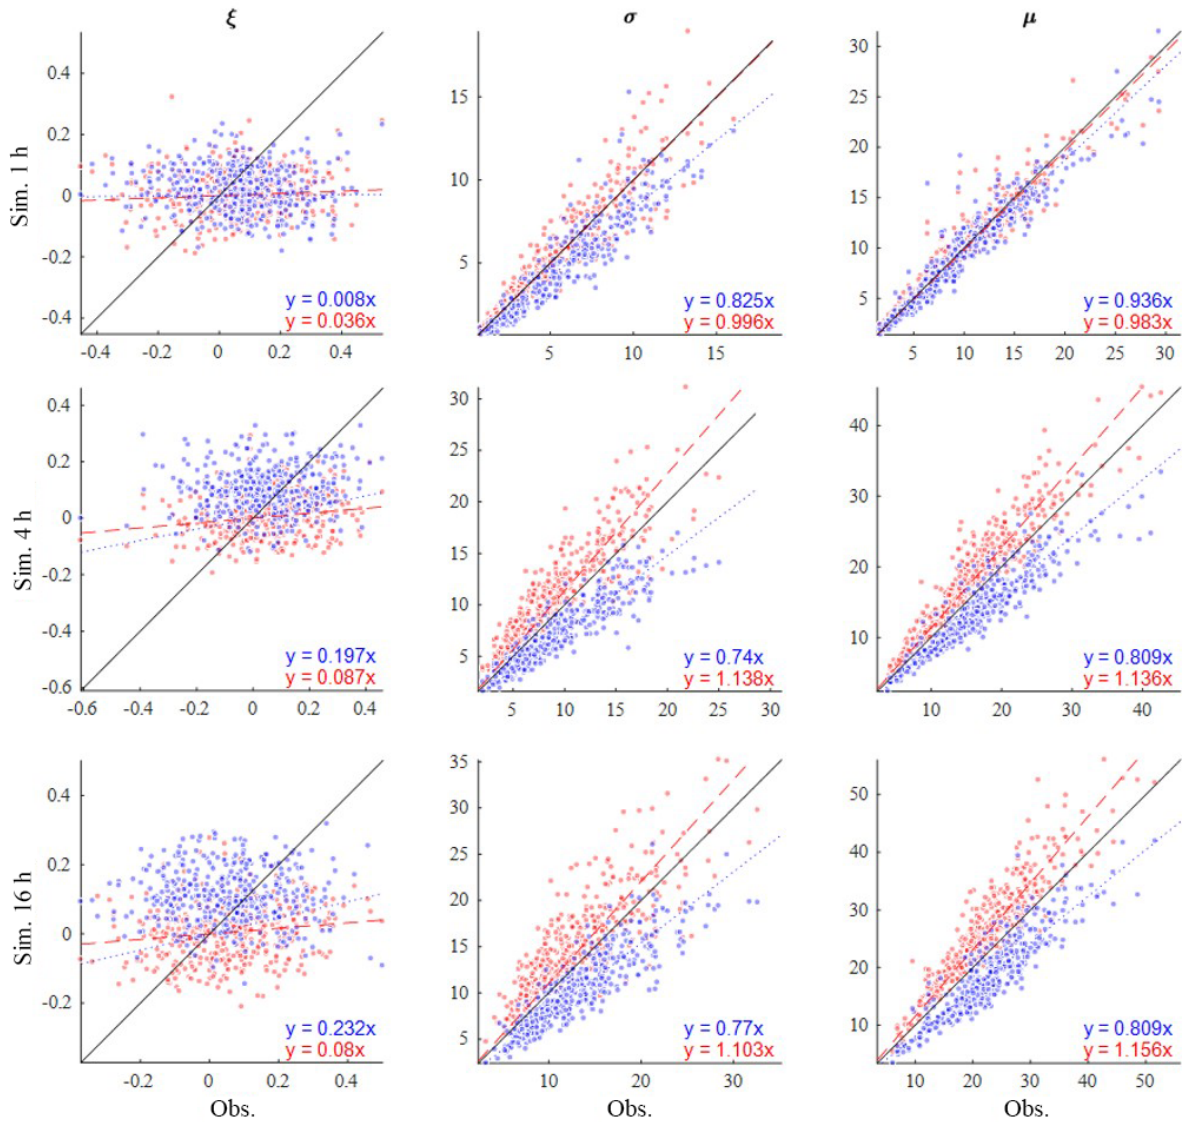 ξ σ μ
Sim. 1 h
0.4
0.2
0
-0.2
-0.4
-0.4 -0.2 0 0.2 0.4
y = 0.008x
y = 0.036x
15
10
5
5 10 15
y = 0.825x
y = 0.996x
30
25
20
15
10
5
5 10 15 20 25 30
y = 0.936x
y = 0.983x
Sim. 4 h
0.4
0.2
0
-0.2
-0.4
-0.6
-0.6 -0.4 -0.2 0 0.2 0.4
y = 0.197x
y = 0.087x
30
25
20
15
10
5
5 10 15 20 25 30
y = 0.74x
y = 1.138x
40
30
20
10
10 20 30 40
y = 0.809x
y = 1.136x
Sim. 16 h
0.4
0.2
0
-0.2
-0.2 0 0.2 0.4
y = 0.232x
y = 0.08x
Obs.
35
30
25
20
15
10
5
10 20 30
y = 0.77x
y = 1.103x
Obs.
50
40
30
20
10
10 20 30 40 50
y = 0.809x
y = 1.156x
Obs.